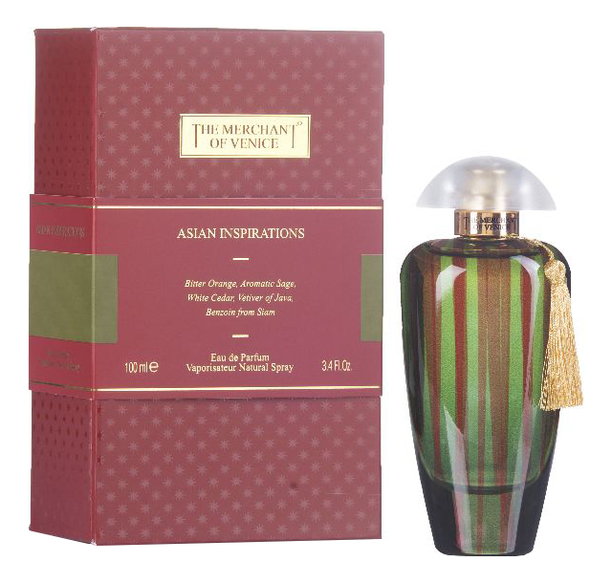 THE MERCHANT®
OF VENICE
ASIAN INSPIRATIONS
Bitter Orange, Aromatic Sage,
White Cedar, Vetiver of Java,
Benzoin from Siam
100 ml e
Eau de Parfum
Vaporisateur Natural Spray
3.4 Fl.Oz.
THE MERCHANT
OF VENICE